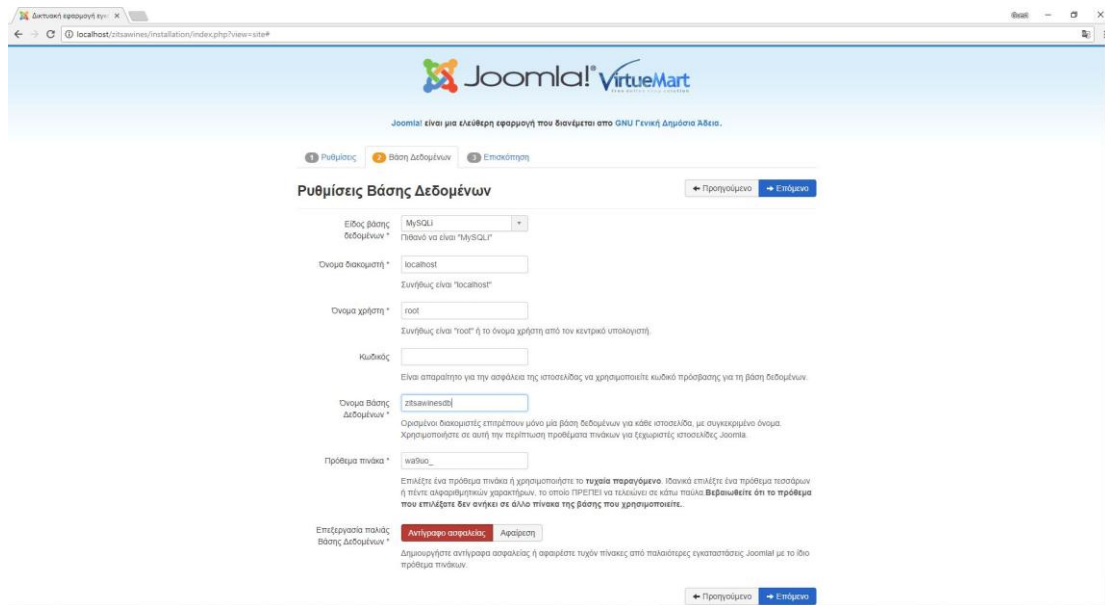 Δικτυακή εφαρμογή εγκ
Guest
localhost/zitsawines/installation/index.php?view=site#
Joomla!® VirtueMart
Joomla! είναι μια ελεύθερη εφαρμογή που διανέμεται απο GNU Γενική Δημόσια Άδεια.
1 Ρυθμίσεις 2 Βάση Δεδομένων 3 Επισκόπηση
Ρυθμίσεις Βάσης Δεδομένων
Προηγούμενο Επόμενο
Είδος βάσης δεδομένων *
MySQLi
Πιθανό να είναι "MySQLi"
Όνομα διακομιστή *
localhost
Συνήθως είναι "localhost"
Όνομα χρήστη *
root
Συνήθως είναι "root" ή το όνομα χρήστη από τον κεντρικό υπολογιστή.
Κωδικός
Είναι απαραίτητο για την ασφάλεια της ιστοσελίδας να χρησιμοποιείτε κωδικό πρόσβασης για τη βάση δεδομένων.
Όνομα Βάσης Δεδομένων *
zitsawinesdb
Ορισμένοι διακομιστές επιτρέπουν μόνο μία βάση δεδομένων για κάθε ιστοσελίδα, με συγκεκριμένο όνομα.
Χρησιμοποιήστε σε αυτή την περίπτωση προθέματα πινάκων για ξεχωριστές ιστοσελίδες Joomla.
Πρόθεμα πινάκα *
wa9uo_
Επιλέξτε ένα πρόθεμα πινάκα ή χρησιμοποιήστε το τυχαία παραγόμενο. Ιδανικά επιλέξτε ένα πρόθεμα τεσσάρων
ή πέντε αλφαριθμητικών χαρακτήρων, το οποίο ΠΡΕΠΕΙ να τελειώνει σε κάτω παύλα.Βεβαιωθείτε ότι το πρόθεμα
που επιλέξατε δεν ανήκει σε άλλο πίνακα της βάσης που χρησιμοποιείτε.
Επεξεργασία παλιάς Βάσης Δεδομένων *
Αντίγραφο ασφαλείας Αφαίρεση
Δημιουργήστε αντίγραφα ασφαλείας ή αφαιρέστε τυχόν πίνακες από παλαιότερες εγκαταστάσεις Joomla! με το ίδιο
πρόθεμα πινάκων.
Προηγούμενο Επόμενο